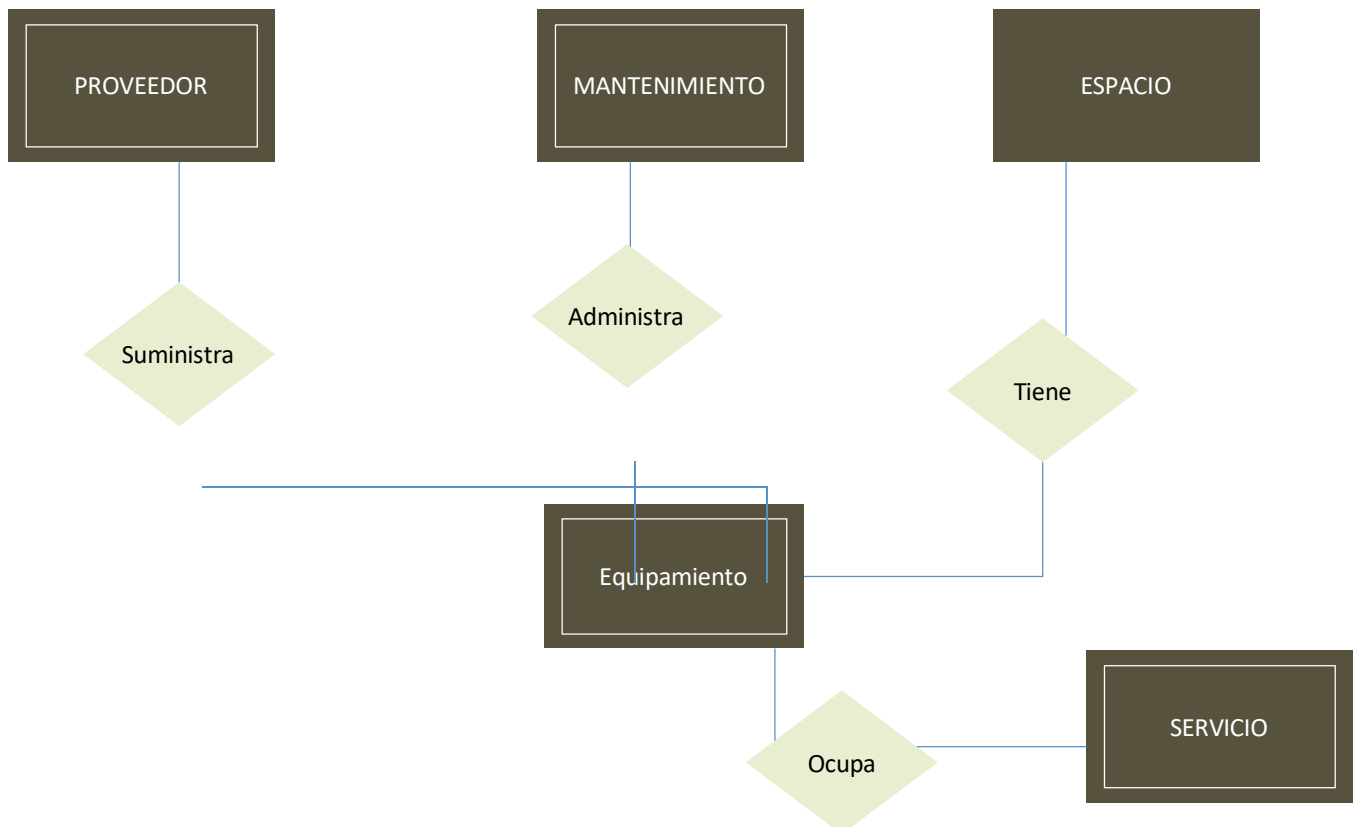 PROVEEDOR
MANTENIMIENTO
ESPACIO
Administra
Suministra
Tiene
Equipamiento
SERVICIO
Ocupa